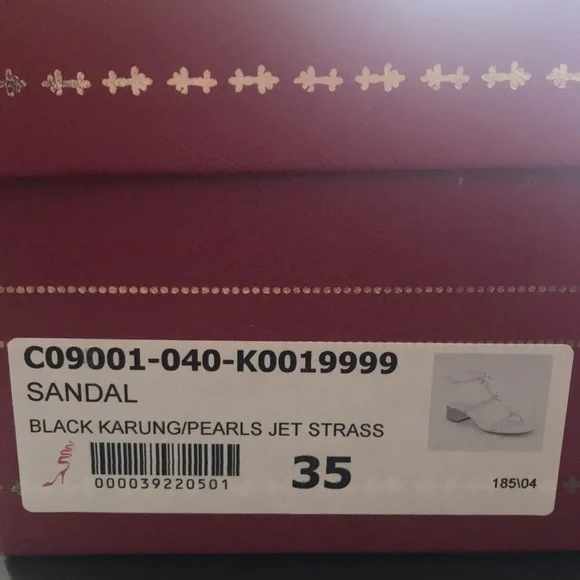 C09001-040-K0019999
SANDAL
BLACK KARUNG/PEARLS JET STRASS
000039220501
35
185\04